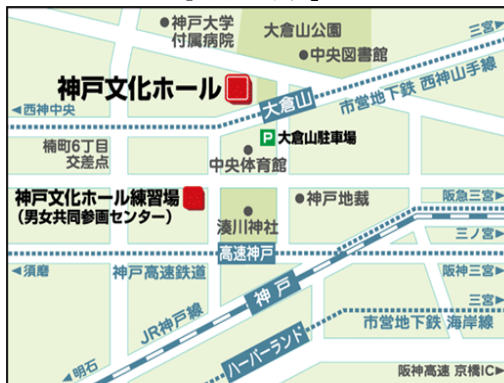 神戸大学
付属病院
大倉山公園
中央図書館
三宮
神戸文化ホール
大倉山
市営地下鉄 西神山手線
西神中央
P 大倉山駐車場
楠町6丁目
交差点
中央体育館
神戸文化ホール練習場
(男女共同参画センター)
神戸地裁
阪急三宮
湊川神社
三ノ宮
高速神戸
須磨
神戸高速鉄道
阪神三宮
神戸
三宮
JR神戸線
市営地下鉄 海岸線
ハーバーランド
明石
阪神高速 京橋IC